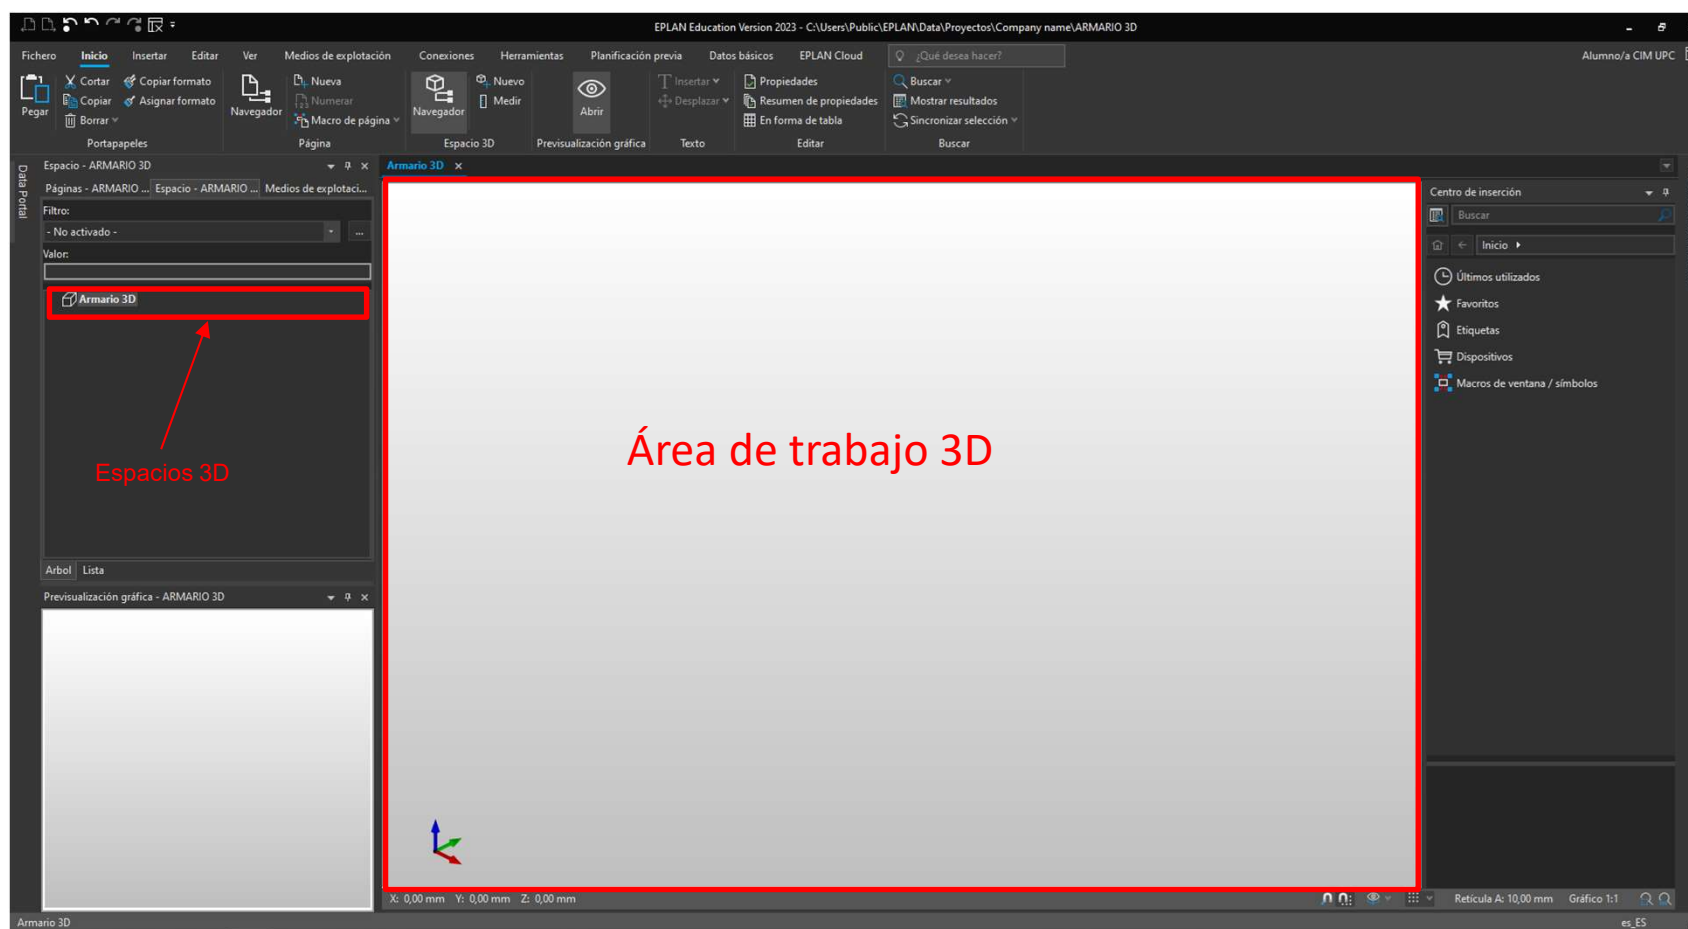 EPLAN Education Version 2023 - C:\Users\Public\EPLAN\Data\Proyectos\Company name\ARMARIO 3D
Fichero Inicio Insertar Editar Ver Medios de explotación Conexiones Herramientas Planificación previa Datos básicos EPLAN Cloud ¿Qué desea hacer? Alumno/a CIM UPC
Pegar
Cortar
Copiar
Borrar
Copiar formato
Asignar formato
Portapapeles
Navegador
Nueva
Numerar
Macro de página
Página
Navegador
Nuevo
Medir
Espacio 3D
Abrir
Previsualización gráfica
Insertar
Desplazar
Texto
Propiedades
Resumen de propiedades
En forma de tabla
Editar
Buscar
Mostrar resultados
Sincronizar selección
Buscar
Data Portal
Espacio - ARMARIO 3D
Páginas - ARMARIO ... Espacio - ARMARIO ... Medios de explotaci...
Filtro:
- No activado -
...
Valor:
Armario 3D
Espacios 3D
Arbol Lista
Previsualización gráfica - ARMARIO 3D
Armario 3D
Área de trabajo 3D
X: 0,00 mm Y: 0,00 mm Z: 0,00 mm
Centro de inserción
Buscar
Inicio
Últimos utilizados
Favoritos
Etiquetas
Dispositivos
Macros de ventana / símbolos
Retícula A: 10,00 mm Gráfico 1:1
Armario 3D
es_ES